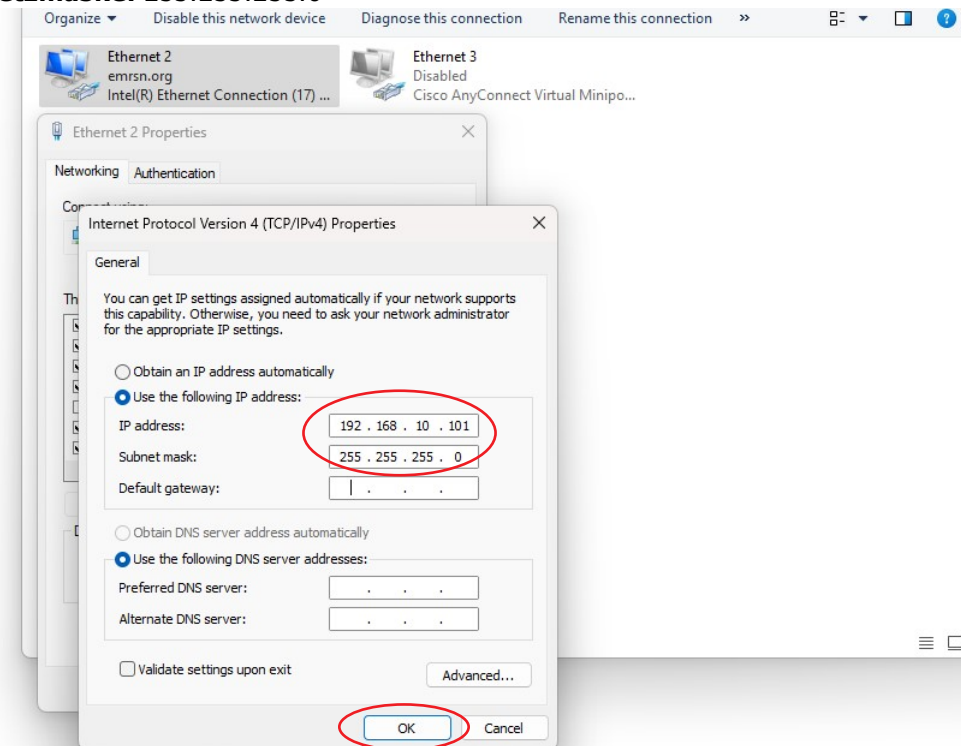 Organize Disable this network device Diagnose this connection Rename this connection »
Ethernet 2
emrsn.org
Intel(R) Ethernet Connection (17) ...
Ethernet 3
Disabled
Cisco AnyConnect Virtual Minipo...
Ethernet 2 Properties
Networking Authentication
Internet Protocol Version 4 (TCP/IPv4) Properties
General
You can get IP settings assigned automatically if your network supports
this capability. Otherwise, you need to ask your network administrator
for the appropriate IP settings.
Obtain an IP address automatically
Use the following IP address:
IP address: 192 . 168 . 10 . 101
Subnet mask: 255 . 255 . 255 . 0
Default gateway: . . .
Obtain DNS server address automatically
Use the following DNS server addresses:
Preferred DNS server: . . .
Alternate DNS server: . . .
Validate settings upon exit
Advanced...
OK Cancel